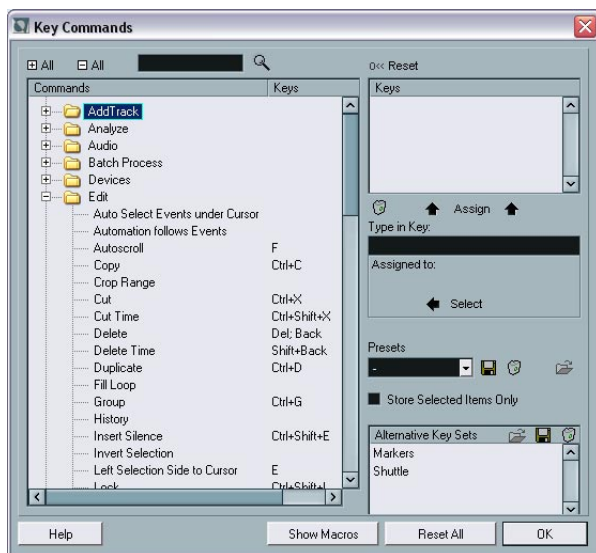 Key Commands
All All
Commands Keys
AddTrack
Analyze
Audio
Batch Process
Devices
Edit
Auto Select Events under Cursor
Automation follows Events
Autoscroll F
Copy Ctrl+C
Crop Range
Cut Ctrl+X
Cut Time Ctrl+Shift+X
Delete Del; Back
Delete Time Shift+Back
Duplicate Ctrl+D
Fill Loop
Group Ctrl+G
History
Insert Silence Ctrl+Shift+E
Invert Selection
Left Selection Side to Cursor E
Lock Ctrl+Shift+L
Reset
Keys
Assign
Type in Key:
Assigned to:
Select
Presets
-
Store Selected Items Only
Alternative Key Sets
Markers
Shuttle
Help Show Macros Reset All OK